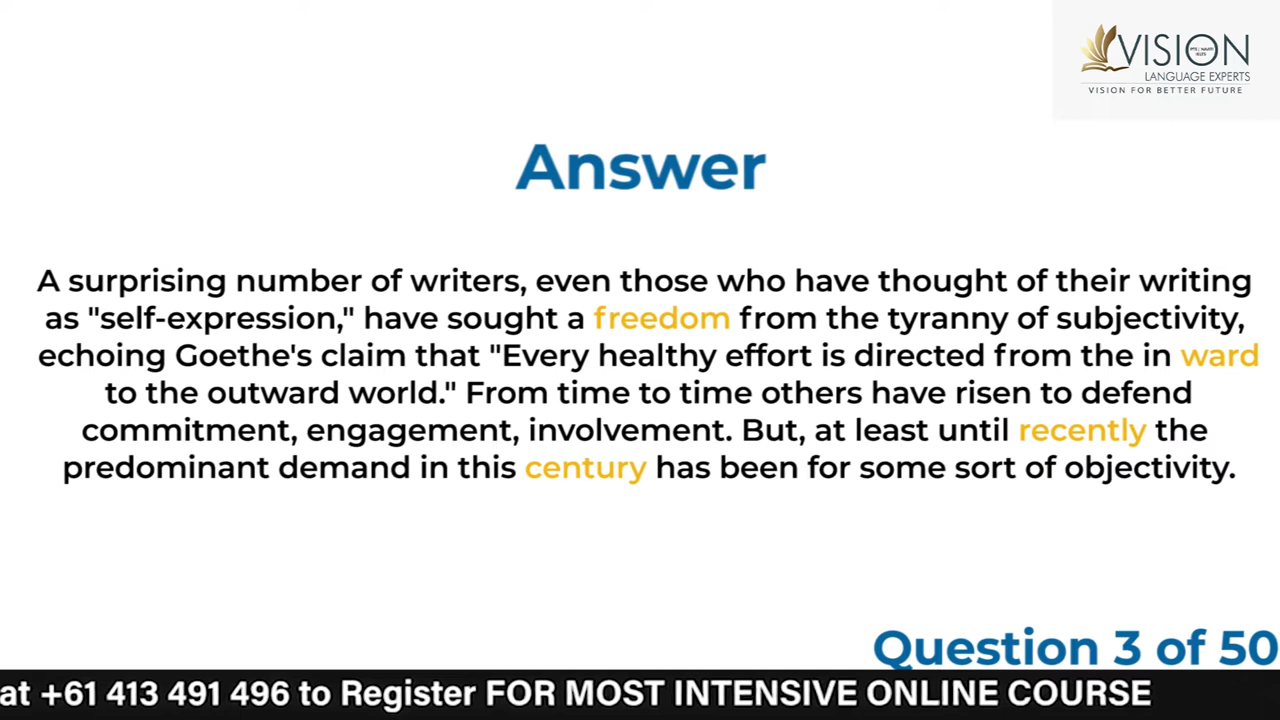 VISION
LANGUAGE EXPERTS
VISION FOR BETTER FUTURE
Answer
A surprising number of writers, even those who have thought of their writing
as "self-expression," have sought a freedom from the tyranny of subjectivity,
echoing Goethe's claim that "Every healthy effort is directed from the in ward
to the outward world." From time to time others have risen to defend
commitment, engagement, involvement. But, at least until recently the
predominant demand in this century has been for some sort of objectivity.
Question 3 of 50
at +61 413 491 496 to Register FOR MOST INTENSIVE ONLINE COURSE